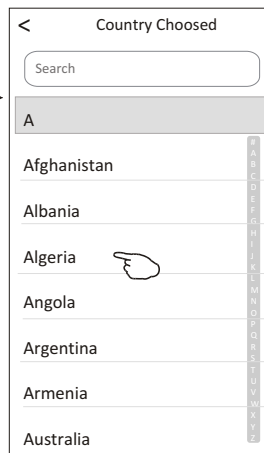 < Country Choosed
Search
A
Afghanistan
Albania
Algeria
Angola
Argentina
Armenia
Australia
#
A
B
C
D
E
F
G
H
I
J
K
L
M
N
O
P
Q
R
S
T
U
V
W
X
Y
Z